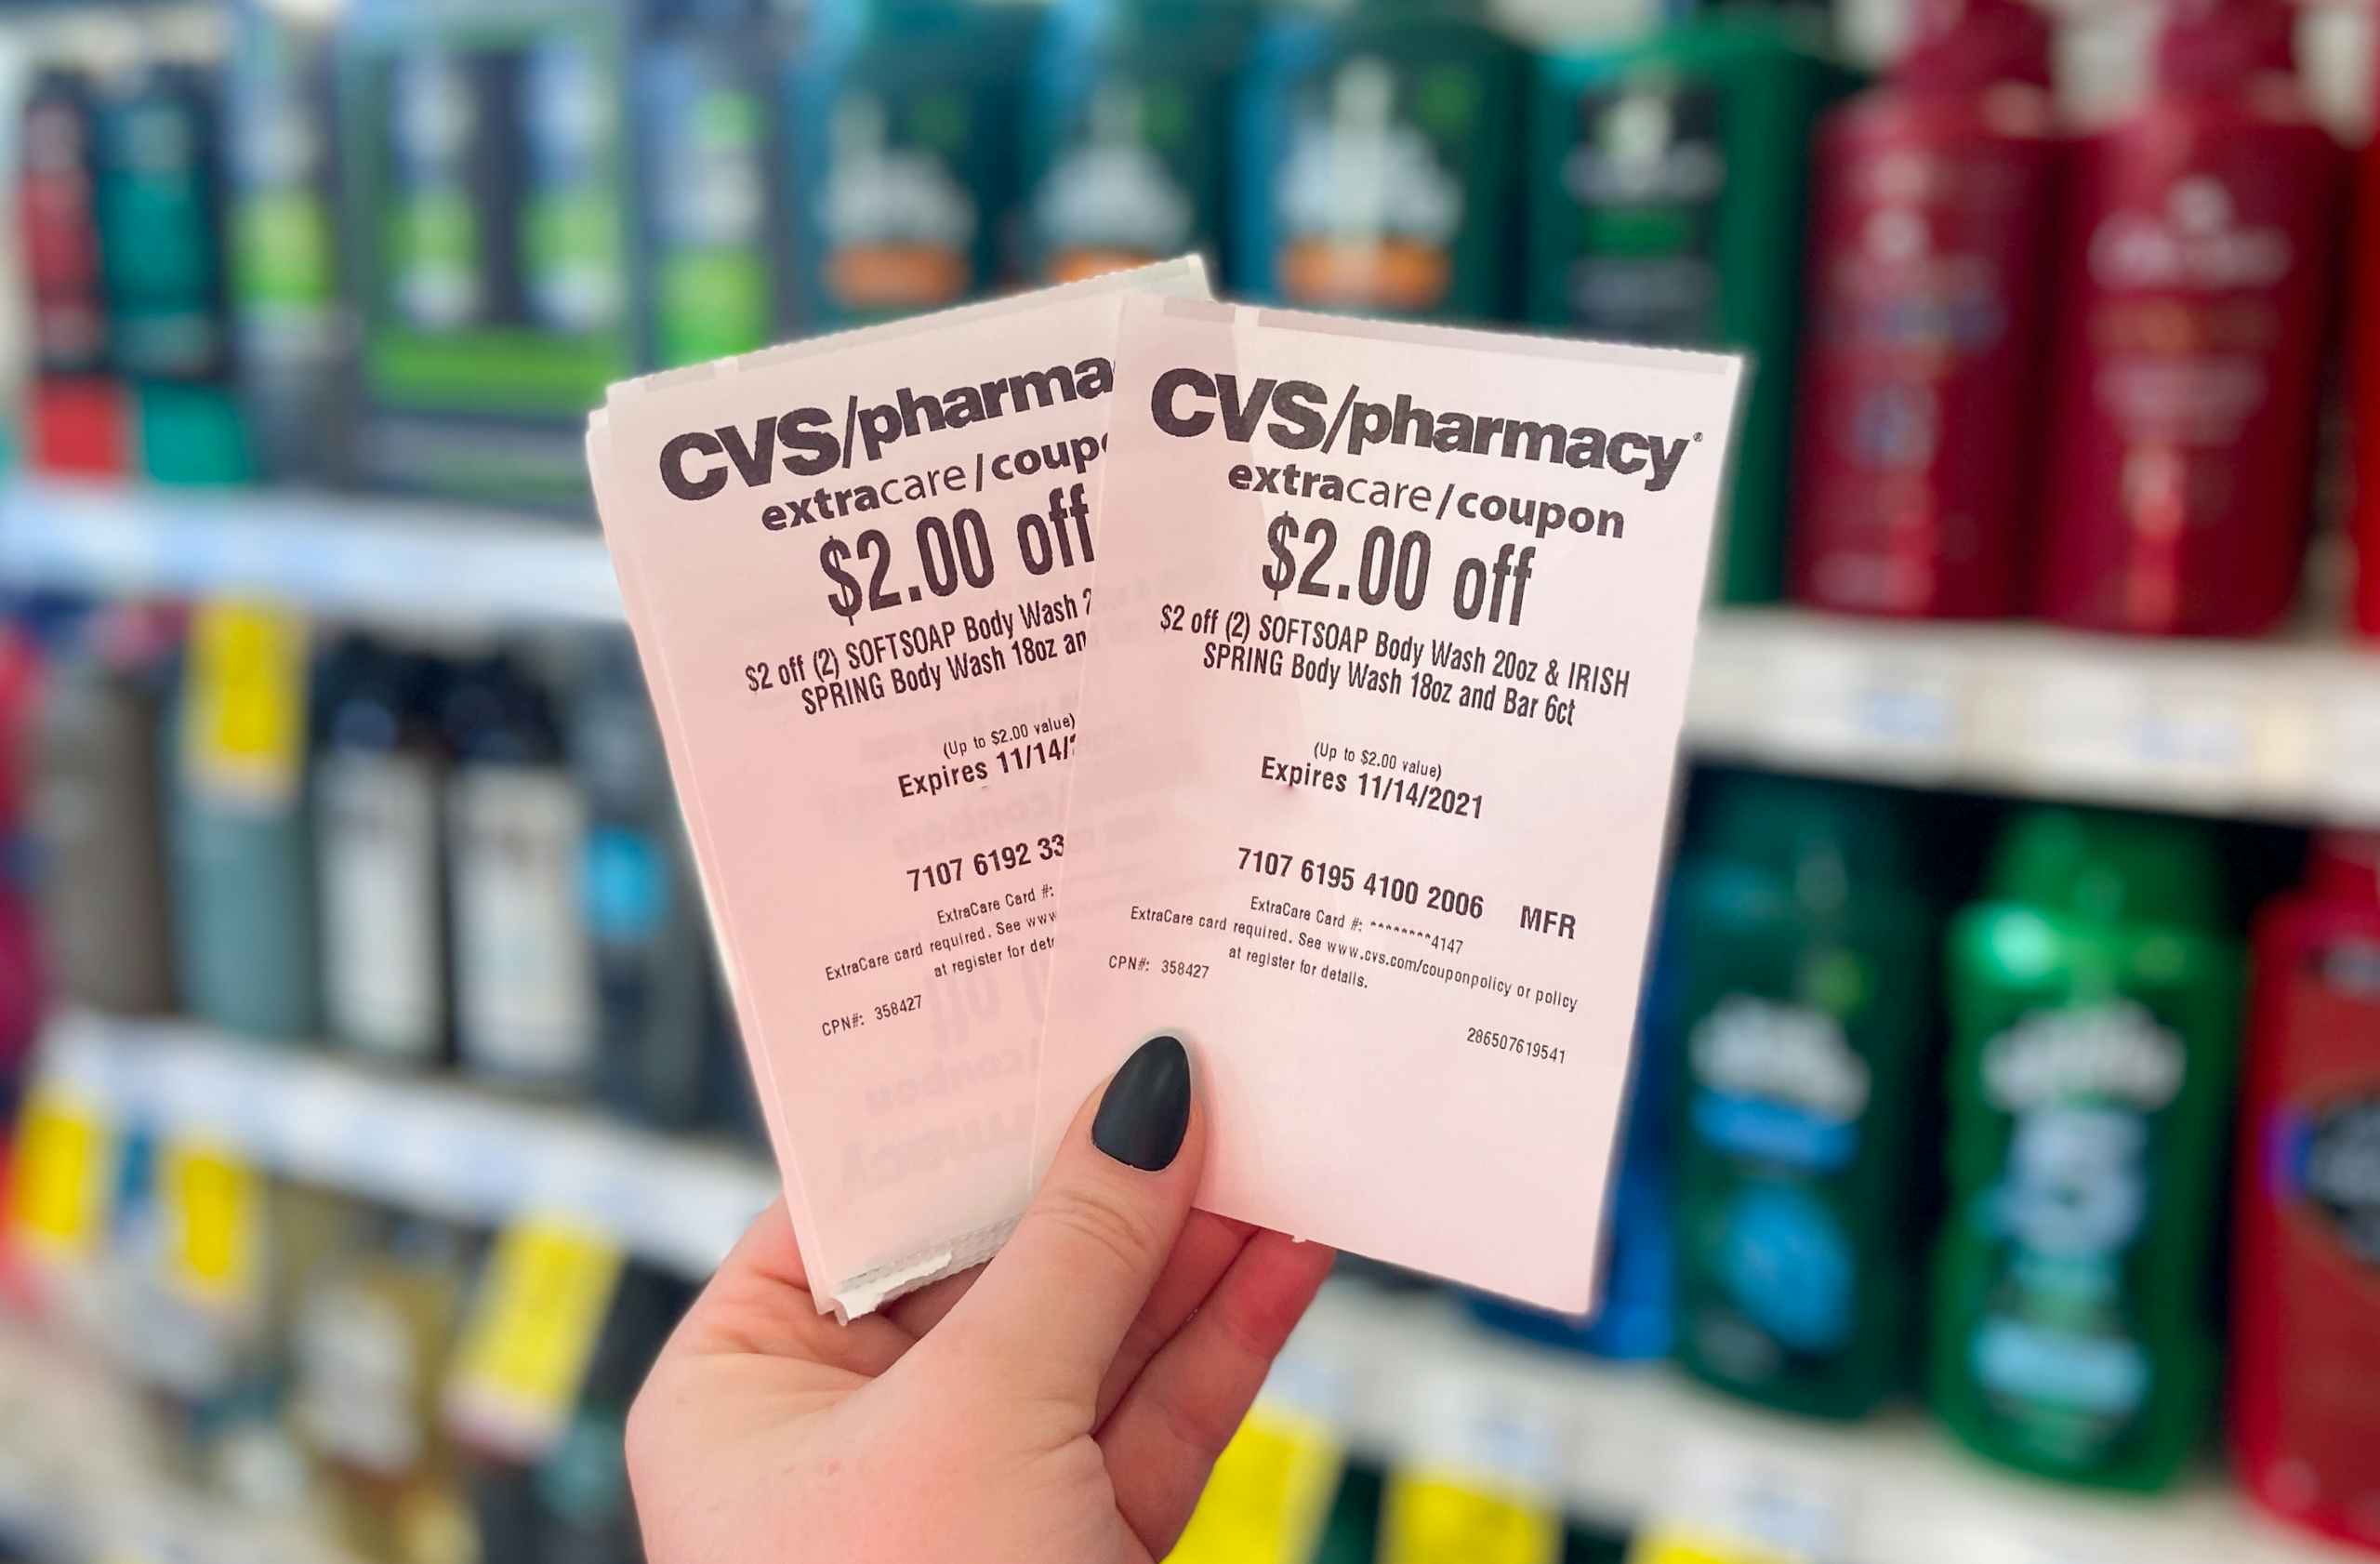 CVS/pharma
extracare/coupo
$2.00 off
$2 off (2) SOFTSOAP Body Wash
SPRING Body Wash 18oz an
(Up to $2.00 value)
Expires 11/14/
7107 6192 33
ExtraCare Card #:
ExtraCare card required. See www
at register for deta
CPN#: 358427
CVS/pharmacy®
extracare/coupon
$2.00 off
$2 off (2) SOFTSOAP Body Wash 20oz & IRISH
SPRING Body Wash 18oz and Bar 6ct
(Up to $2.00 value)
Expires 11/14/2021
7107 6195 4100 2006 MFR
ExtraCare Card #: ********4147
ExtraCare card required. See www.cvs.com/couponpolicy or policy
at register for details.
CPN#: 358427
286507619541